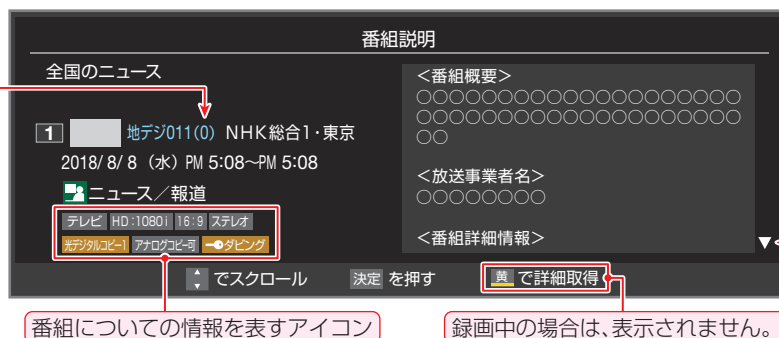 番組説明
全国のニュース
1 地デジ011(0) NHK総合1・東京
2018/ 8/ 8 (水) PM 5:08~PM 5:08
ニュース/報道
テレビ HD:1080i 16:9 ステレオ
光デジタルコピー1 アナログコピー可 ダビング
<番組概要>
○○○○○○○○○○○○○○○○○○○○
○○○○○○○○○○○○○○○○○○○○
○○
<放送事業者名>
○○○○○○○○
<番組詳細情報>
でスクロール 決定 を押す 黄 で詳細取得
番組についての情報を表すアイコン
録画中の場合は、表示されません。